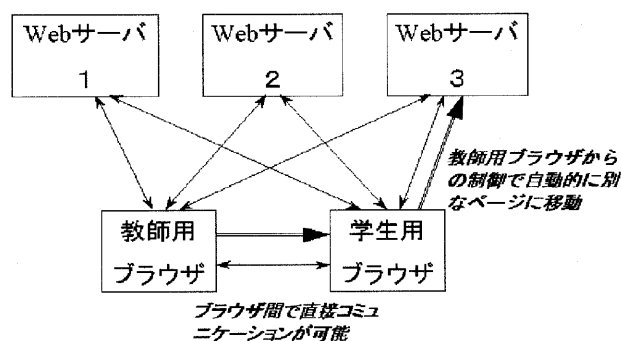 Webサーバ
1
Webサーバ
2
Webサーバ
3
教師用ブラウザから
の制御で自動的に別
なページに移動
教師用
ブラウザ
学生用
ブラウザ
ブラウザ間で直接コミュ
ニケーションが可能